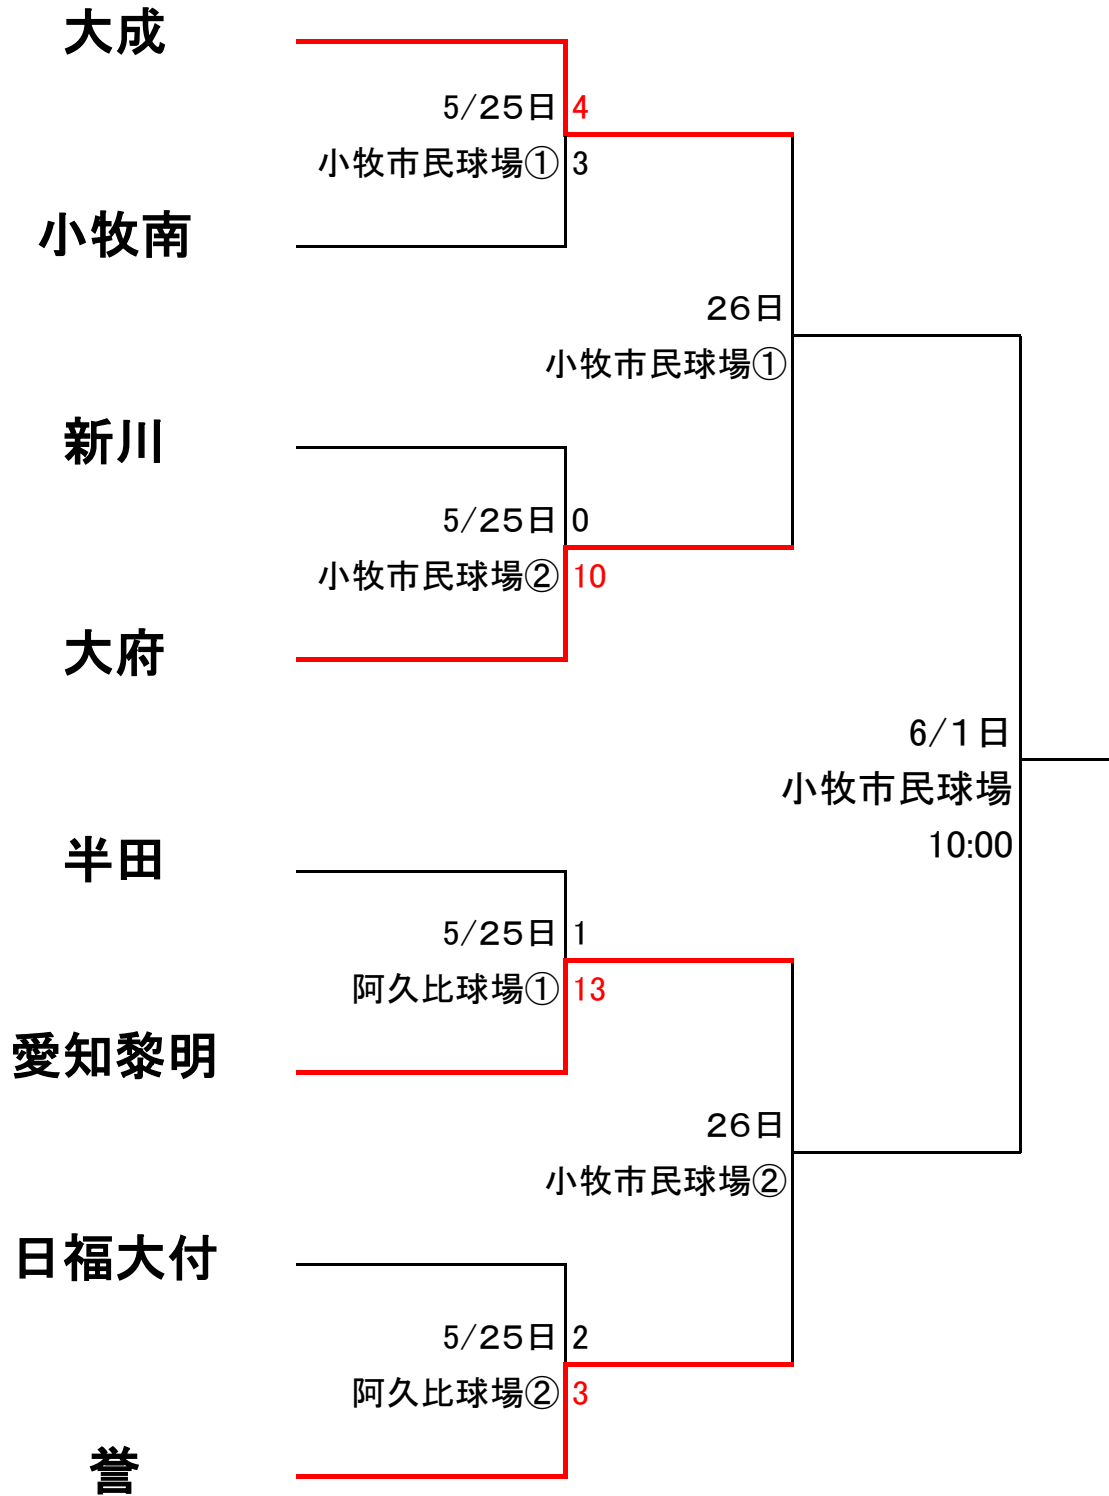 大成
5/25日 4
小牧市民球場① 3
小牧南
26日
小牧市民球場①
新川
5/25日 0
小牧市民球場② 10
大府
6/1日
小牧市民球場
10:00
半田
5/25日 1
阿久比球場① 13
愛知黎明
26日
小牧市民球場②
日福大付
5/25日 2
阿久比球場② 3
誉